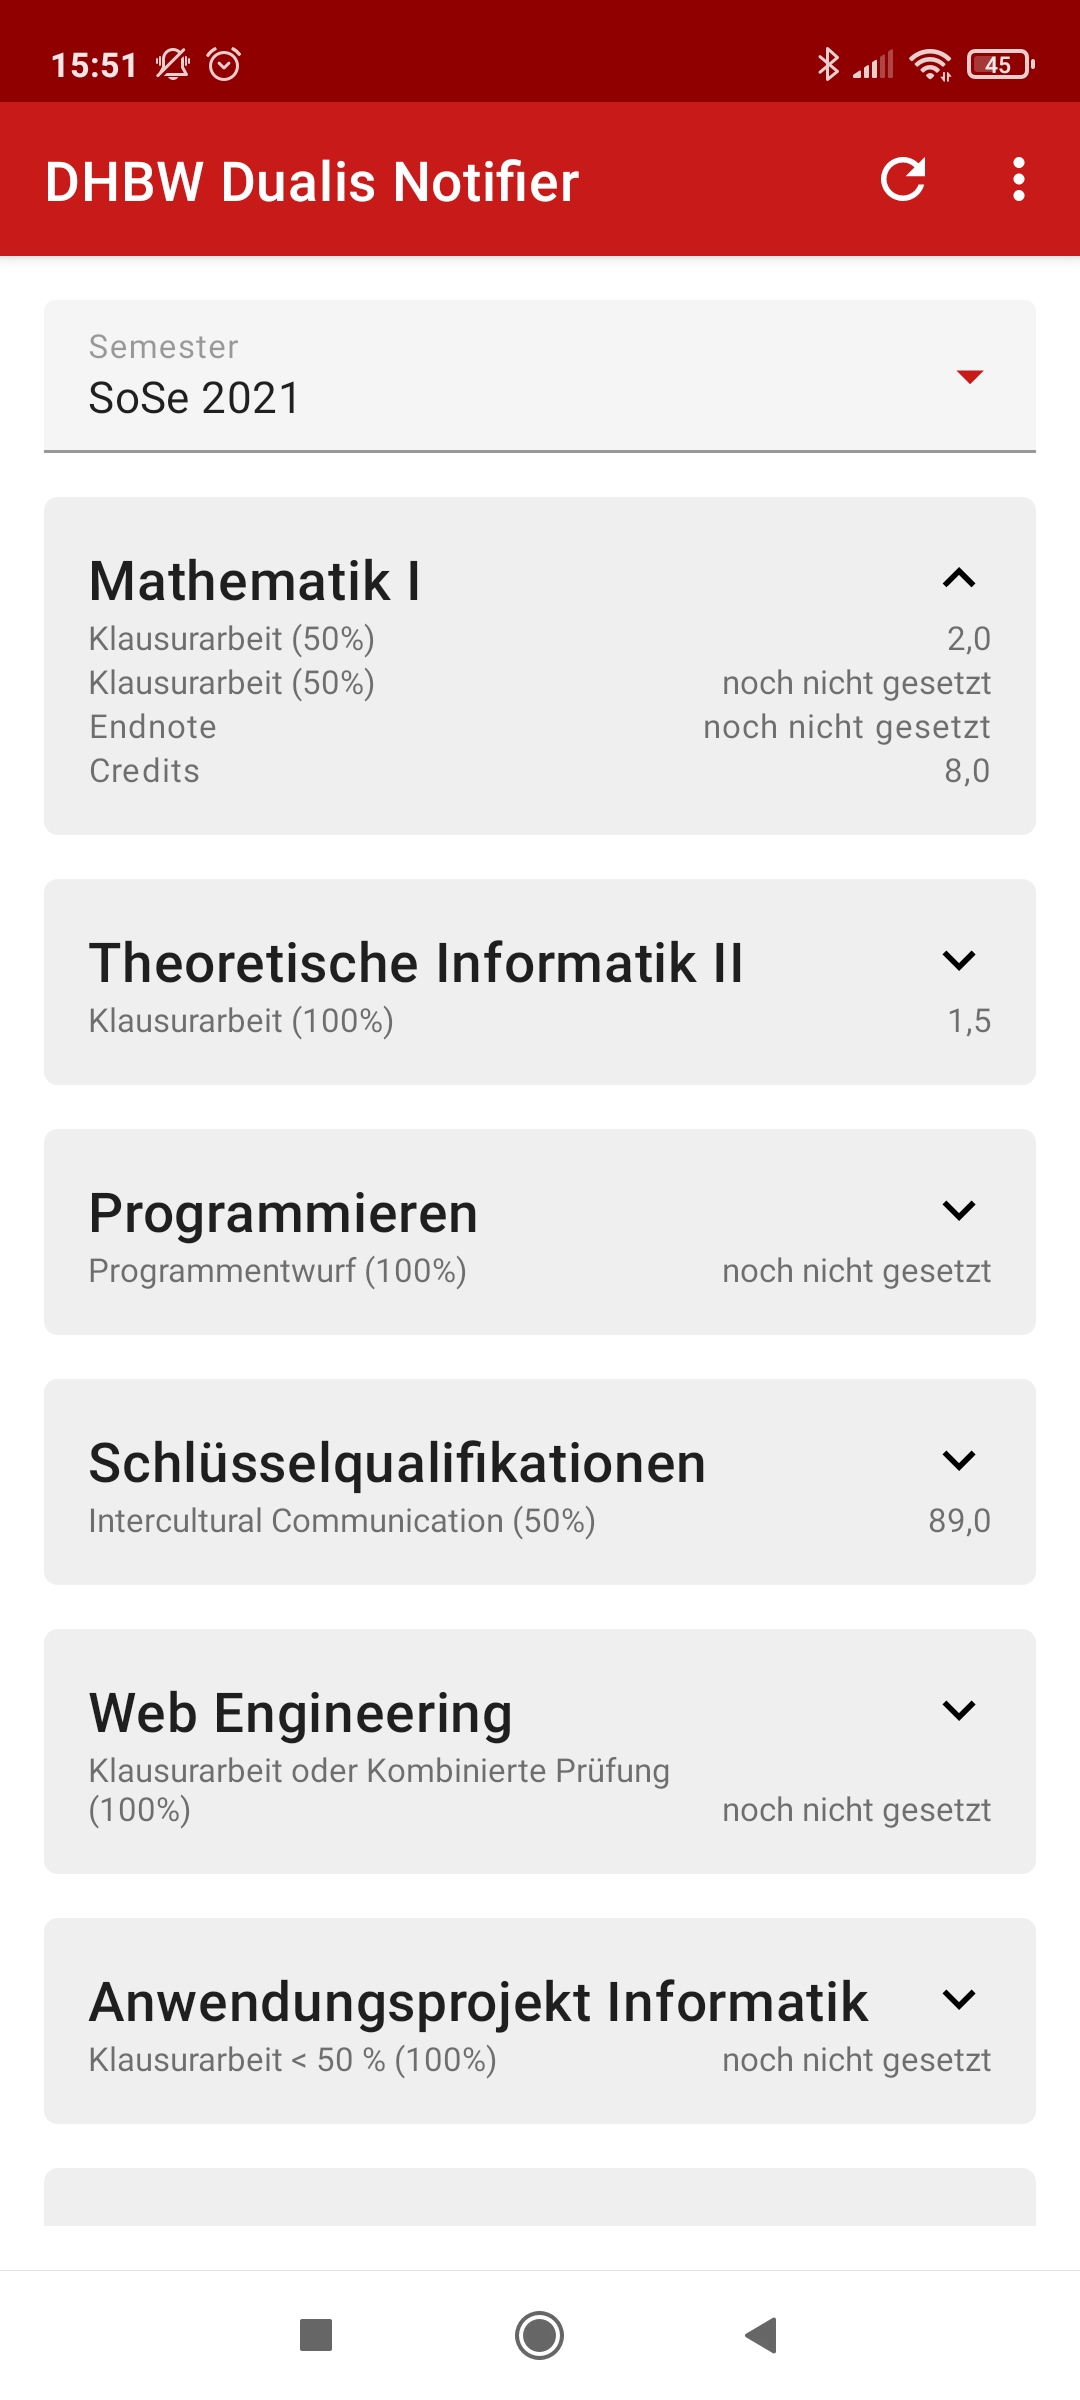 15:51
45
DHBW Dualis Notifier
Semester
SoSe 2021
Mathematik I
Klausurarbeit (50%) 2,0
Klausurarbeit (50%) noch nicht gesetzt
Endnote noch nicht gesetzt
Credits 8,0
Theoretische Informatik II
Klausurarbeit (100%) 1,5
Programmieren
Programmentwurf (100%) noch nicht gesetzt
Schlüsselqualifikationen
Intercultural Communication (50%) 89,0
Web Engineering
Klausurarbeit oder Kombinierte Prüfung
(100%) noch nicht gesetzt
Anwendungsprojekt Informatik
Klausurarbeit < 50 % (100%) noch nicht gesetzt